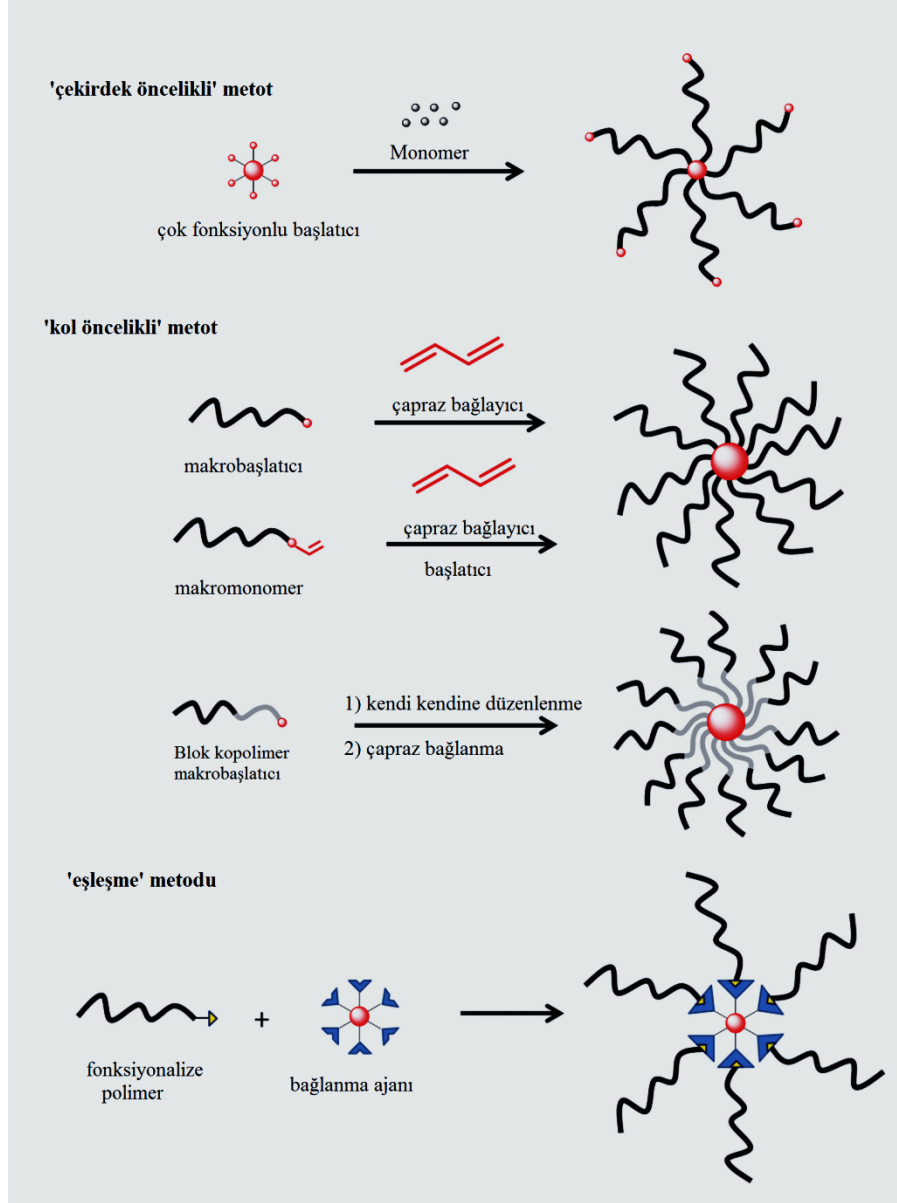 'çekirdek öncelikli' metot
Monomer
çok fonksiyonlu başlatıcı
'kol öncelikli' metot
çapraz bağlayıcı
makrobaşlatıcı
çapraz bağlayıcı
başlatıcı
makromonomer
1) kendi kendine düzenlenme
2) çapraz bağlanma
Blok kopolimer
makrobaşlatıcı
'eşleşme' metodu
+
fonksiyonalize
polimer
bağlanma ajanı